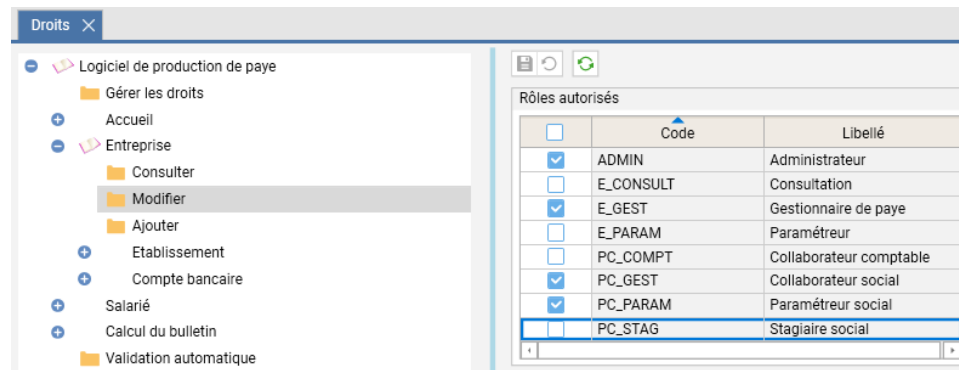 Droits
Logiciel de production de paye
Gérer les droits
Accueil
Entreprise
Consulter
Modifier
Ajouter
Etablissement
Compte bancaire
Salarié
Calcul du bulletin
Validation automatique
Rôles autorisés
Code Libellé
ADMIN Administrateur
E_CONSULT Consultation
E_GEST Gestionnaire de paye
E_PARAM Paramétreur
PC_COMPT Collaborateur comptable
PC_GEST Collaborateur social
PC_PARAM Paramétreur social
PC_STAG Stagiaire social